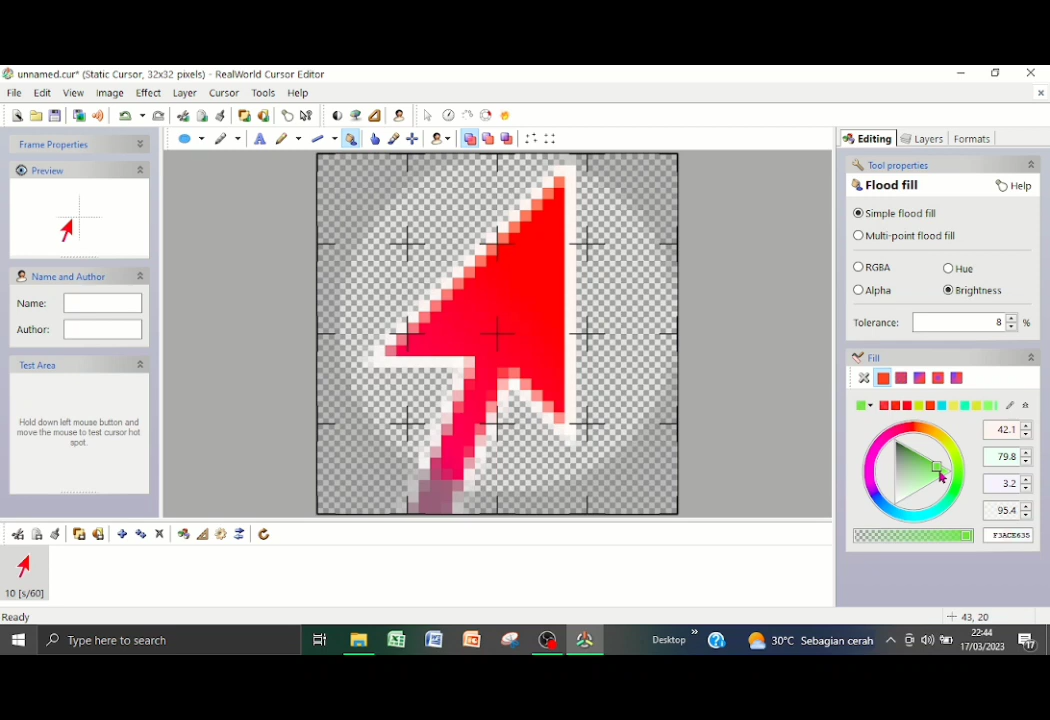 unnamed.cur* (Static Cursor, 32x32 pixels) - RealWorld Cursor Editor
File Edit View Image Effect Layer Cursor Tools Help
Frame Properties
Preview
Name and Author
Name:
Author:
Test Area
Hold down left mouse button and
move the mouse to test cursor hot
spot.
Editing Layers Formats
Tool properties
Flood fill Help
Simple flood fill
Multi-point flood fill
RGBA Hue
Alpha Brightness
Tolerance: 8 %
Fill
42.1
79.8
3.2
95.4
F3ACE635
10 [s/60]
Ready
43, 20
Type here to search
Desktop
30°C Sebagian cerah
22:44
17/03/2023
17